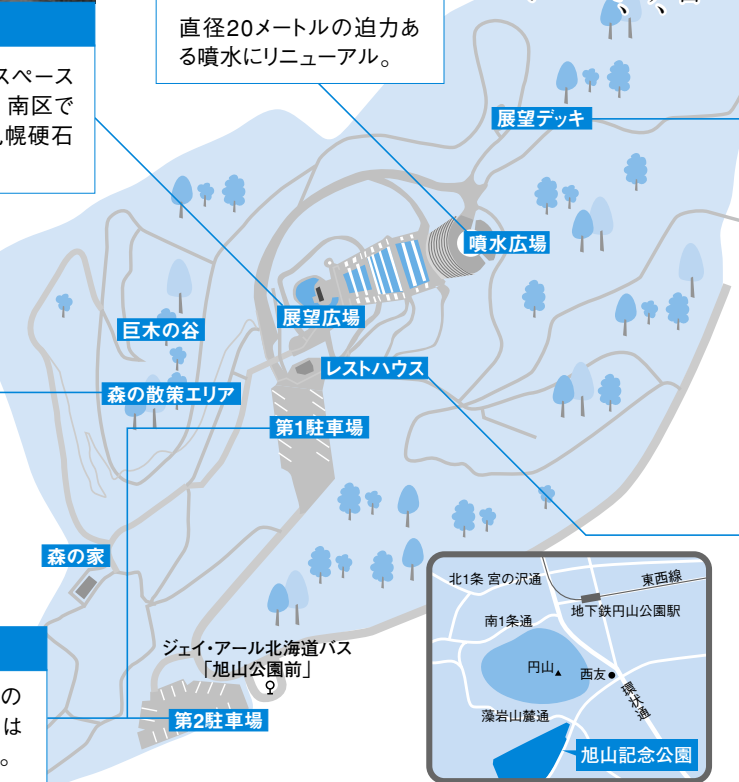 直径20メートルの迫力あ
る噴水にリニューアル。
スペース
南区で
幌硬石
展望デッキ
噴水広場
展望広場
巨木の谷
レストハウス
森の散策エリア
第1駐車場
森の家
ジェイ・アール北海道バス
「旭山公園前」
第2駐車場
の
は
。
北1条 宮の沢通
東西線
地下鉄円山公園駅
南1条通
円山
西友
環状通
藻岩山麓通
旭山記念公園